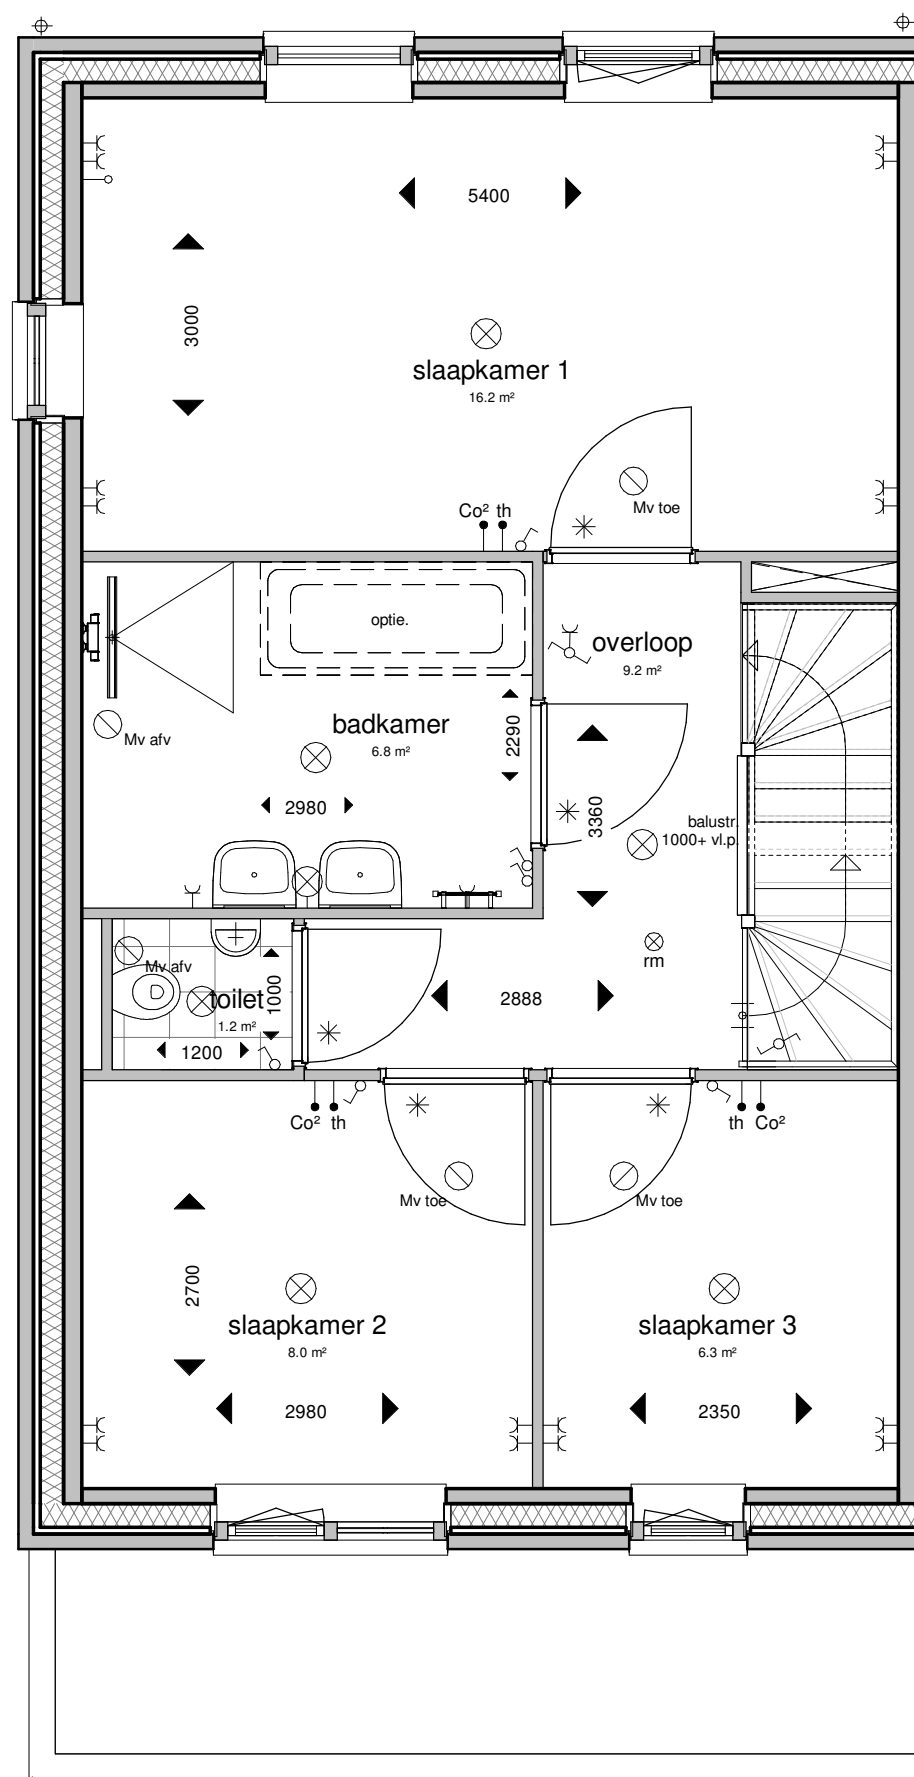 5400
3000
slaapkamer 1
16.2 m²
Mv toe
Co² th
optie.
overloop
9.2 m²
badkamer
6.8 m²
2290
Mv afv
2980
3360
balustr.
1000+ vl.p.
Mv afv
toilet
1.2 m²
1000
1200
rm
2888
Co² th
th Co²
Mv toe
Mv toe
2700
slaapkamer 2
8.0 m²
2980
slaapkamer 3
6.3 m²
2350